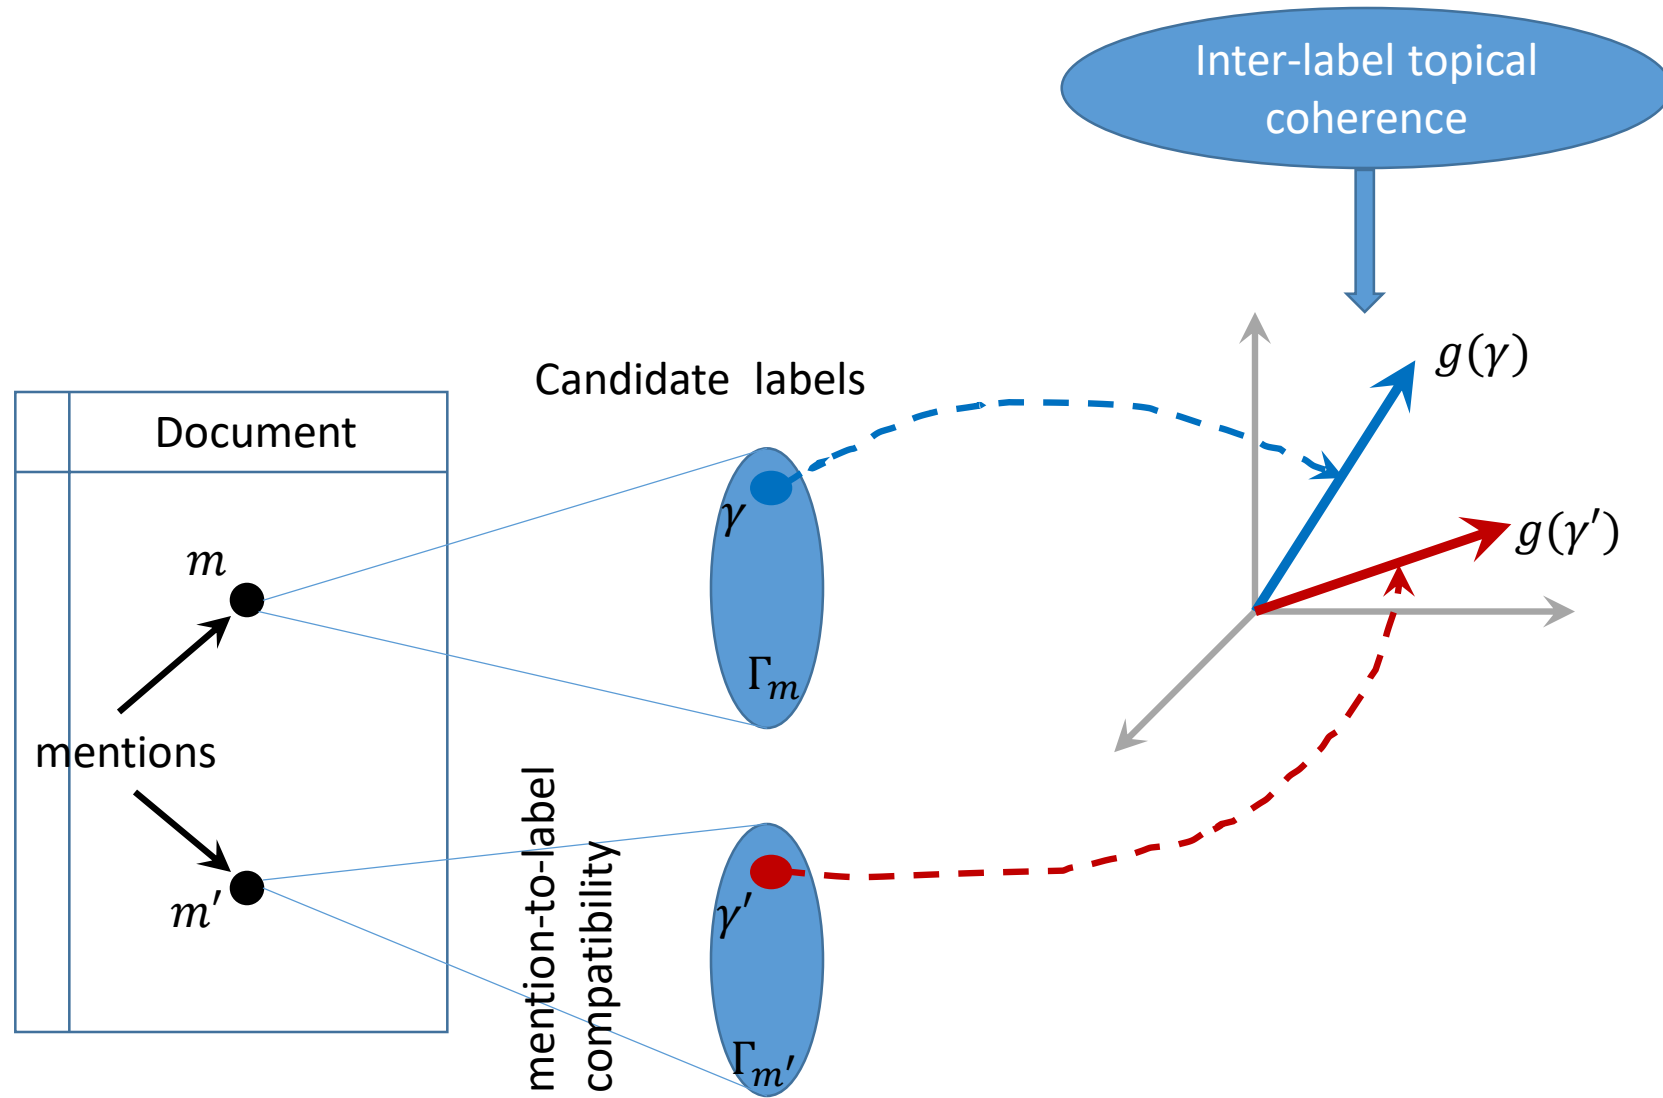 Inter-label topical
coherence
g(γ)
Candidate labels
Document
γ
g(γ′)
m
Γₘ
mentions
mention-to-label
compatibility
m′
γ′
Γₘ′